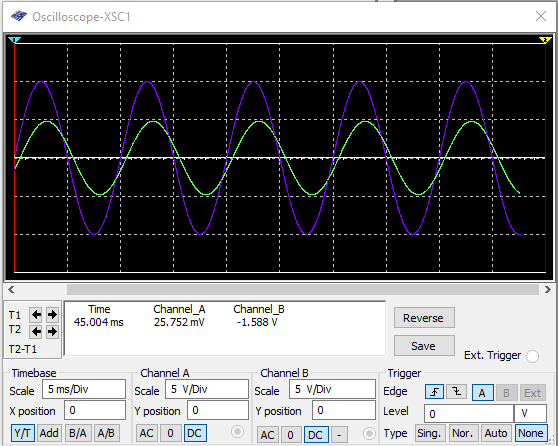 Oscilloscope-XSC1
1 2
Time Channel_A Channel_B
T1 45.004 ms 25.752 mV -1.588 V
T2
T2-T1
Reverse
Save
Ext. Trigger
Timebase Channel A Channel B Trigger
Scale 5 ms/Div Scale 5 V/Div Scale 5 V/Div Edge A B Ext
X position 0 Y position 0 Y position 0 Level 0 V
Y/T Add B/A A/B AC 0 DC AC 0 DC - Type Sing. Nor. Auto None